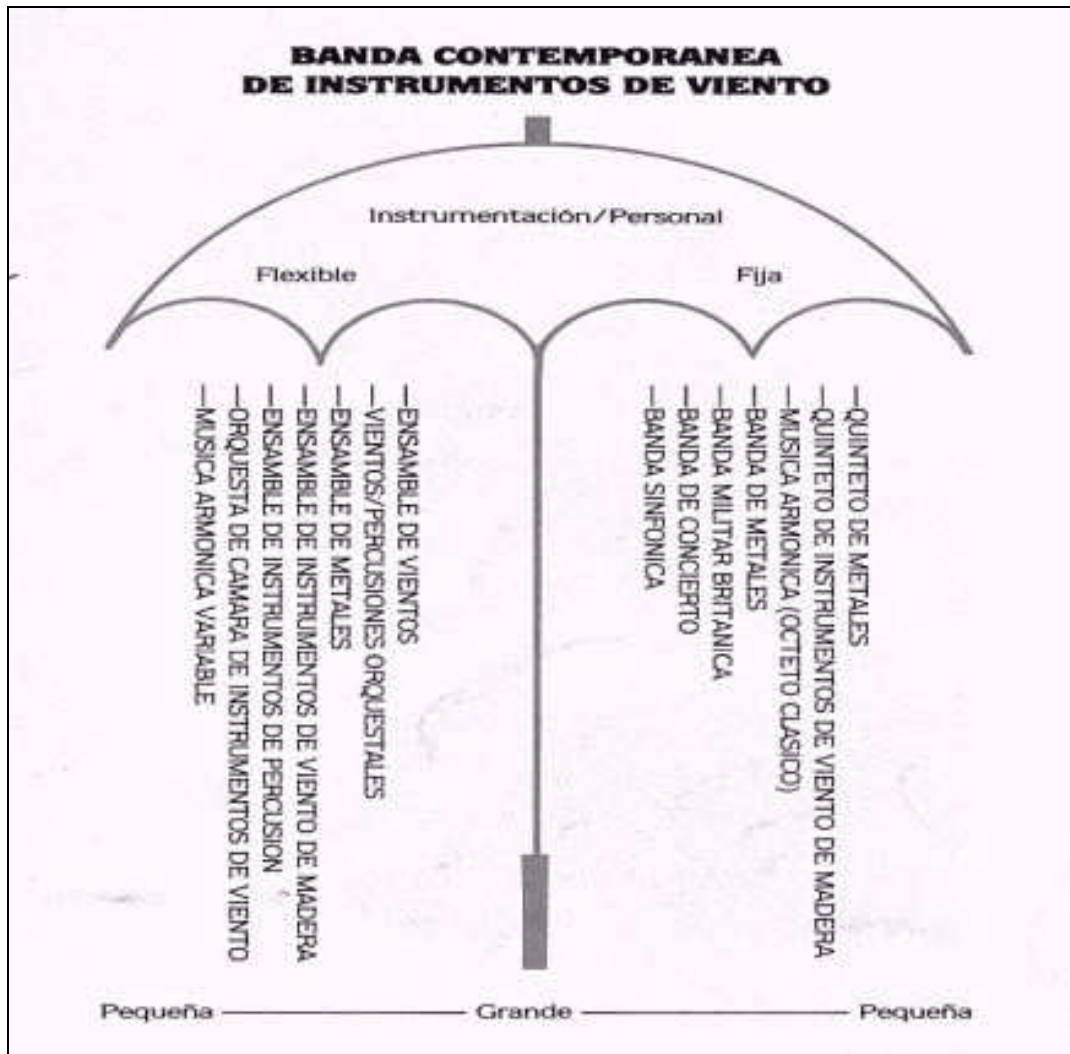 BANDA CONTEMPORANEA
DE INSTRUMENTOS DE VIENTO
Instrumentación/Personal
Flexible
Fija
—MUSICA ARMONICA VARIABLE
—ORQUESTA DE CAMARA DE INSTRUMENTOS DE VIENTO
—ENSAMBLE DE INSTRUMENTOS DE PERCUSION
—ENSAMBLE DE INSTRUMENTOS DE VIENTO DE MADERA
—ENSAMBLE DE METALES
—VIENTOS/PERCUSIONES ORQUESTALES
—ENSAMBLE DE VIENTOS
—BANDA SINFONICA
—BANDA DE CONCIERTO
—BANDA MILITAR BRITANICA
—BANDA DE METALES
—MUSICA ARMONICA (OCTETO CLASICO)
—QUINTETO DE INSTRUMENTOS DE VIENTO DE MADERA
—QUINTETO DE METALES
Pequeña
Grande
Pequeña